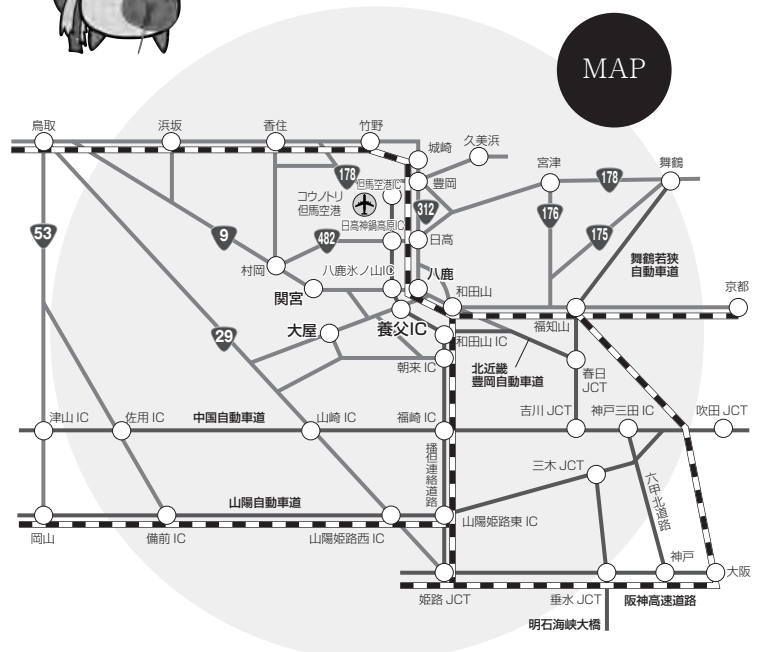 MAP
鳥取
浜坂
香住
竹野
城崎
久美浜
宮津
舞鶴
178
但馬空港IC
豊岡
178
コウノトリ
但馬空港
312
176
日高神鍋高原IC
53
9
482
日高
175
村岡
八鹿氷ノ山IC
八鹿
舞鶴若狭
自動車道
関宮
和田山
京都
大屋
養父IC
福知山
29
和田山 IC
朝来 IC
北近畿
豊岡自動車道
春日
JCT
津山 IC
佐用 IC
中国自動車道
山崎 IC
福崎 IC
吉川 JCT
神戸三田 IC
吹田 JCT
播但連絡道路
三木 JCT
六甲北道路
山陽自動車道
岡山
備前 IC
山陽姫路西 IC
山陽姫路東 IC
神戸
大阪
姫路 JCT
垂水 JCT
阪神高速道路
明石海峡大橋